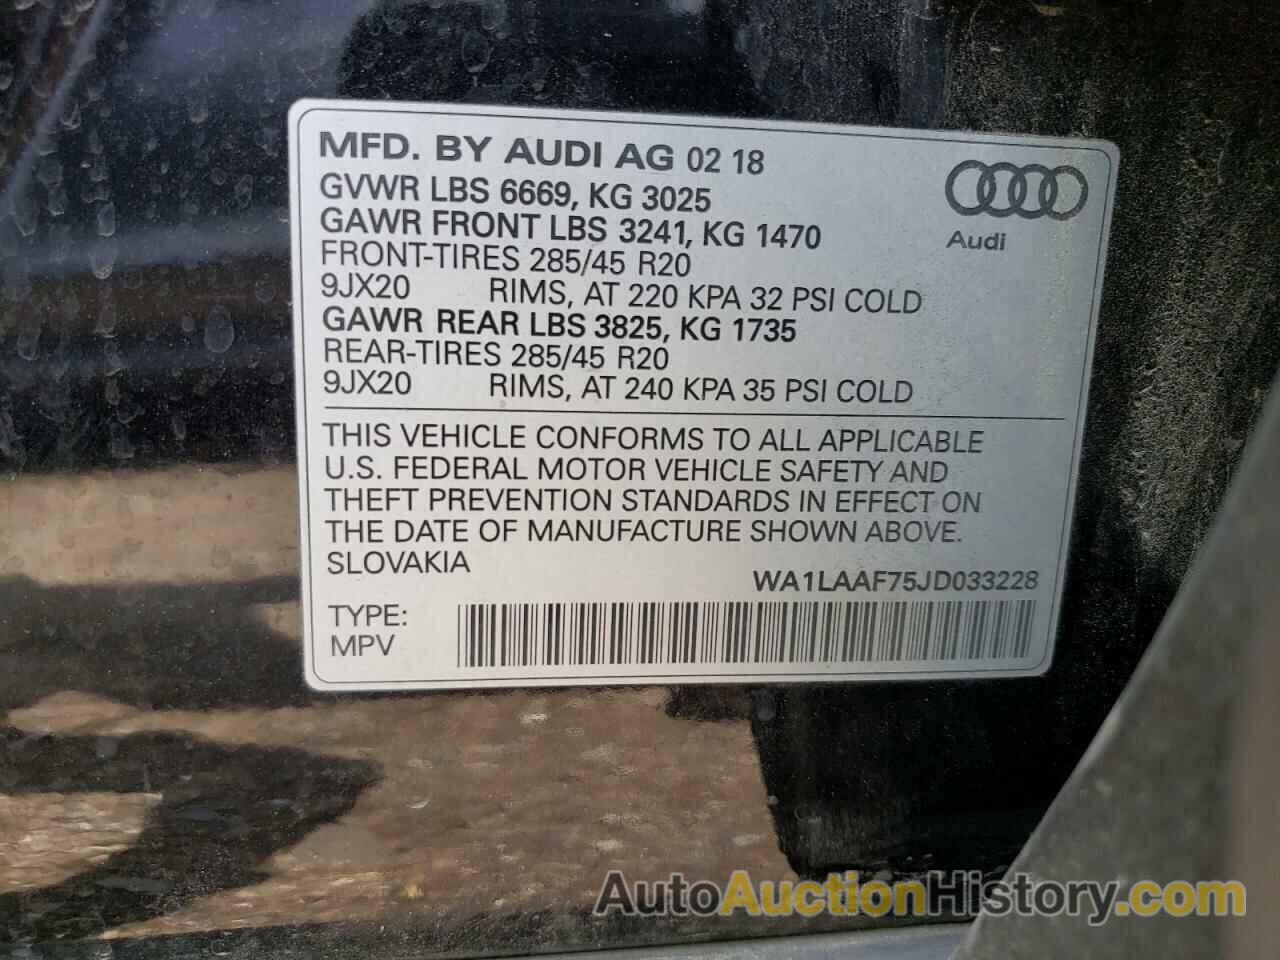 MFD. BY AUDI AG 02 18
GVWR LBS 6669, KG 3025
GAWR FRONT LBS 3241, KG 1470
FRONT-TIRES 285/45 R20
9JX20 RIMS, AT 220 KPA 32 PSI COLD
GAWR REAR LBS 3825, KG 1735
REAR-TIRES 285/45 R20
9JX20 RIMS, AT 240 KPA 35 PSI COLD
Audi
THIS VEHICLE CONFORMS TO ALL APPLICABLE
U.S. FEDERAL MOTOR VEHICLE SAFETY AND
THEFT PREVENTION STANDARDS IN EFFECT ON
THE DATE OF MANUFACTURE SHOWN ABOVE.
SLOVAKIA
WA1LAAF75JD033228
TYPE:
MPV
AutoAuctionHistory.com